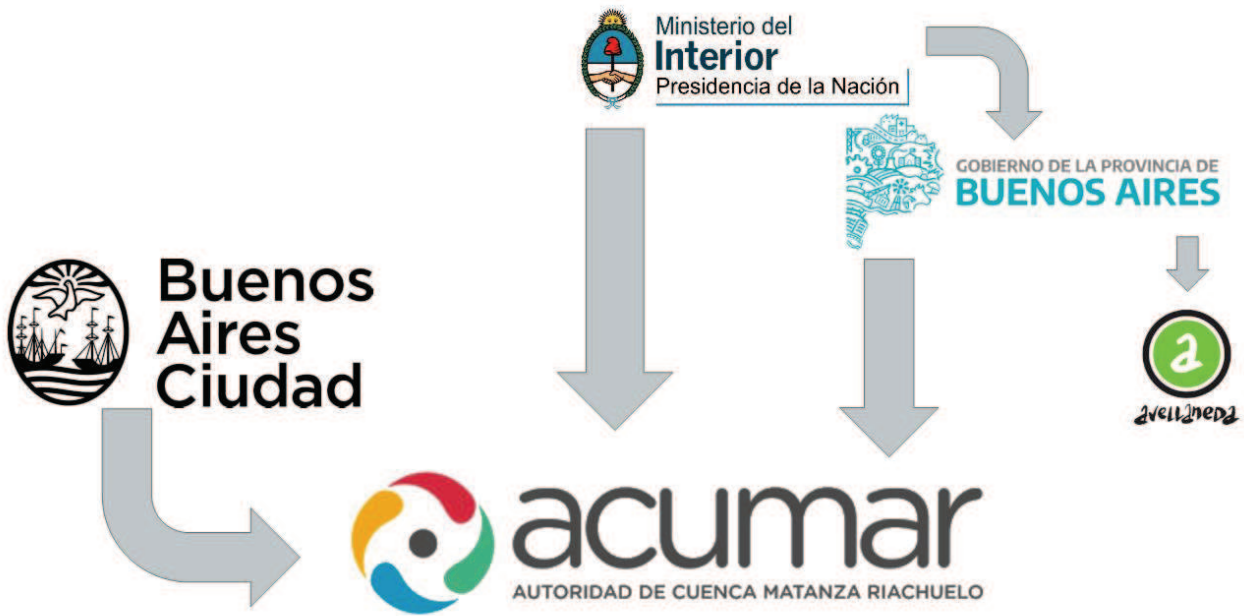 Ministerio del
Interior
Presidencia de la Nación
GOBIERNO DE LA PROVINCIA DE
BUENOS AIRES
Buenos
Aires
Ciudad
a
avellaneda
acumar
AUTORIDAD DE CUENCA MATANZA RIACHUELO